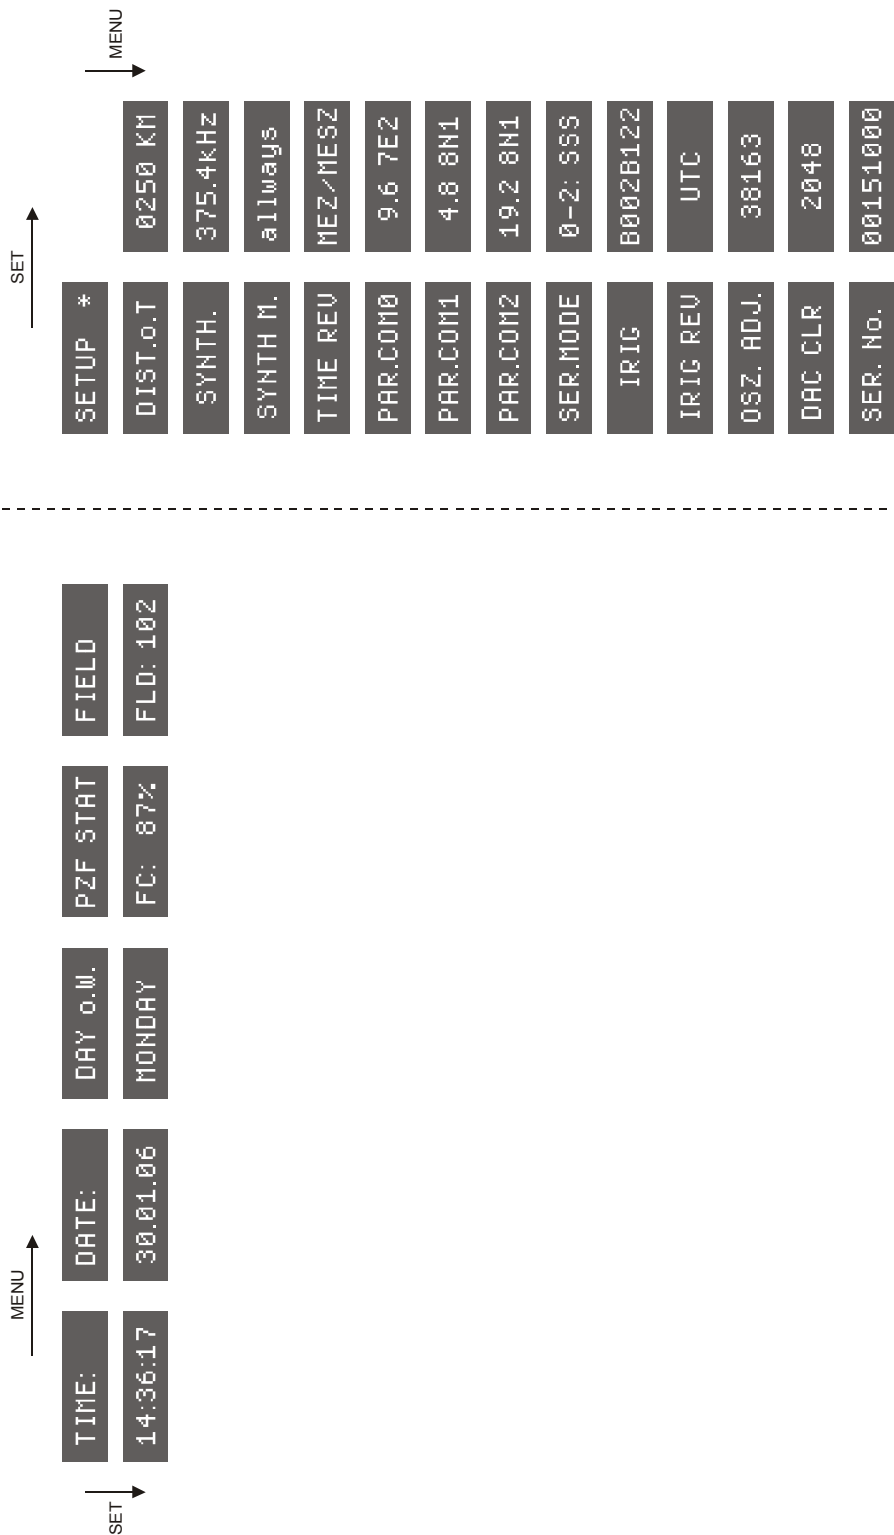 MENU
SET
TIME:
DATE:
DAY o.W.
PZF STAT
FIELD
SETUP *
SET
MENU
14:36:17
30.01.06
MONDAY
FC: 87%
FLD: 102
DIST.o.T
0250 KM
SYNTH.
375.4kHz
SYNTH M.
allways
TIME REV
MEZ/MESZ
PAR.COM0
9.6 7E2
PAR.COM1
4.8 8N1
PAR.COM2
19.2 8N1
SER.MODE
0-2: SSS
IRIG
B002B122
IRIG REV
UTC
OSZ. ADJ.
38163
DAC CLR
2048
SER. No.
00151000